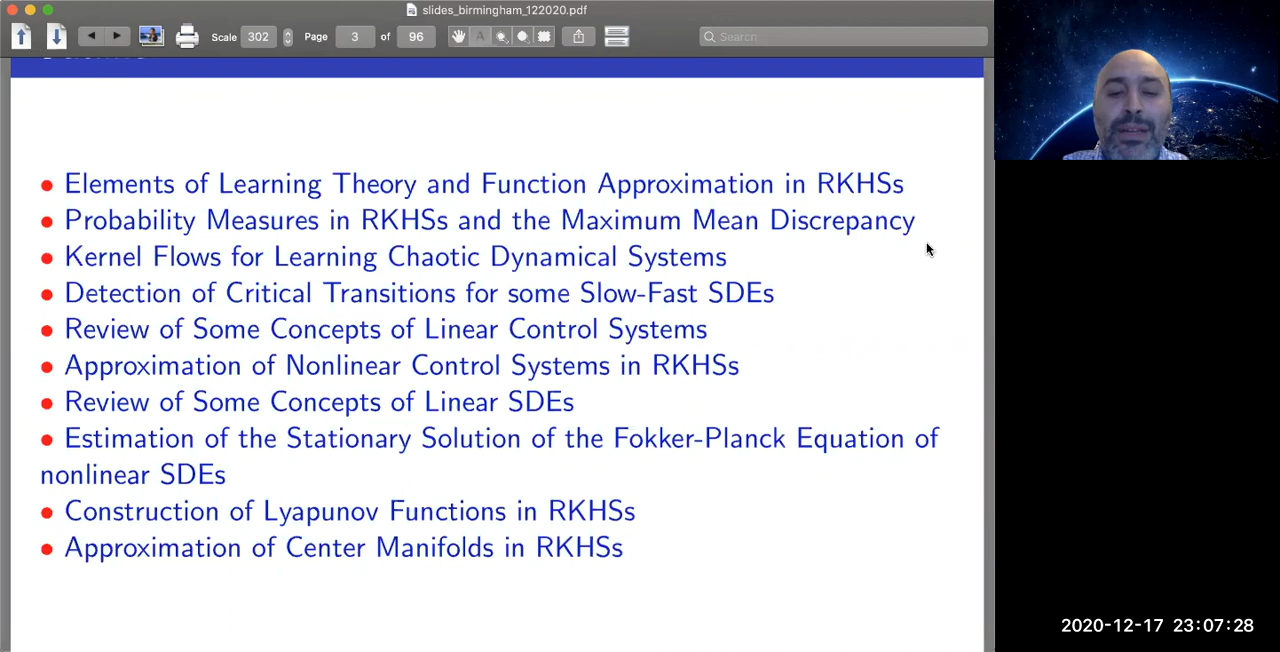 slides_birmingham_122020.pdf
Scale 302 Page 3 of 96 Search
• Elements of Learning Theory and Function Approximation in RKHSs
• Probability Measures in RKHSs and the Maximum Mean Discrepancy
• Kernel Flows for Learning Chaotic Dynamical Systems
• Detection of Critical Transitions for some Slow-Fast SDEs
• Review of Some Concepts of Linear Control Systems
• Approximation of Nonlinear Control Systems in RKHSs
• Review of Some Concepts of Linear SDEs
• Estimation of the Stationary Solution of the Fokker-Planck Equation of
nonlinear SDEs
• Construction of Lyapunov Functions in RKHSs
• Approximation of Center Manifolds in RKHSs
2020-12-17 23:07:28